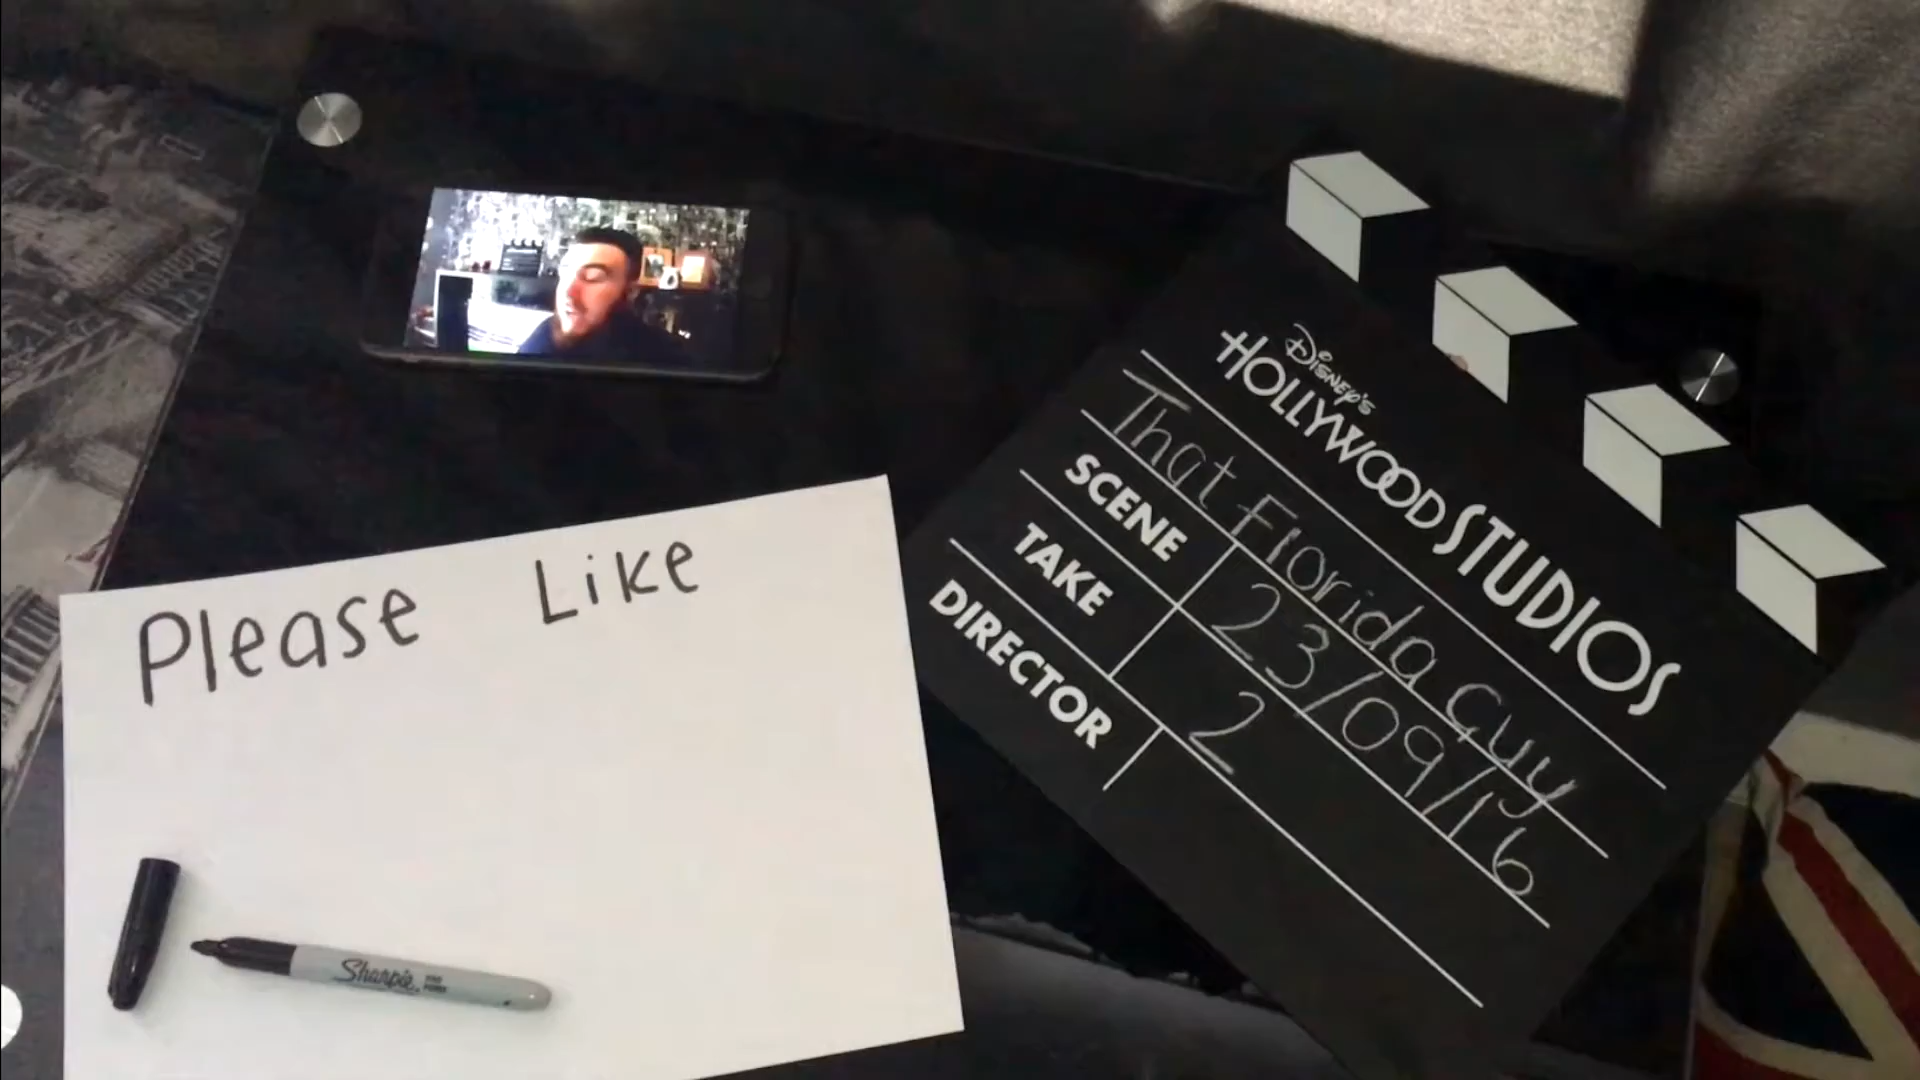 Please Like
Sharpie.
Disney's
HOLLYWOOD STUDIOS
That Florida Guy
SCENE 23/09/16
TAKE 2
DIRECTOR